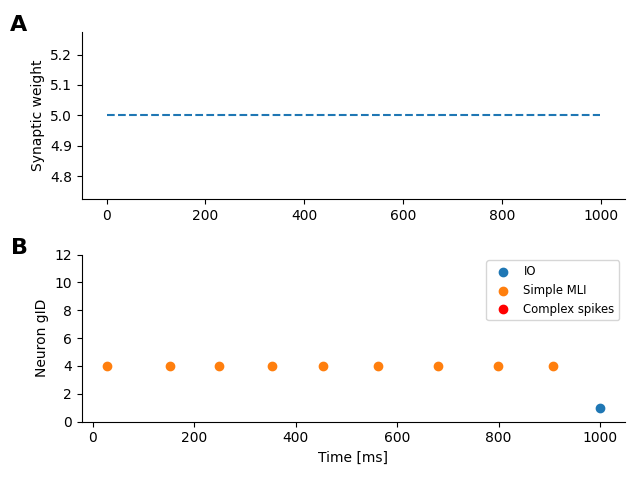 A
Synaptic weight
5.2
5.1
5.0
4.9
4.8
0 200 400 600 800 1000
B
Neuron gID
12
10
8
6
4
2
0
IO
Simple MLI
Complex spikes
0 200 400 600 800 1000
Time [ms]